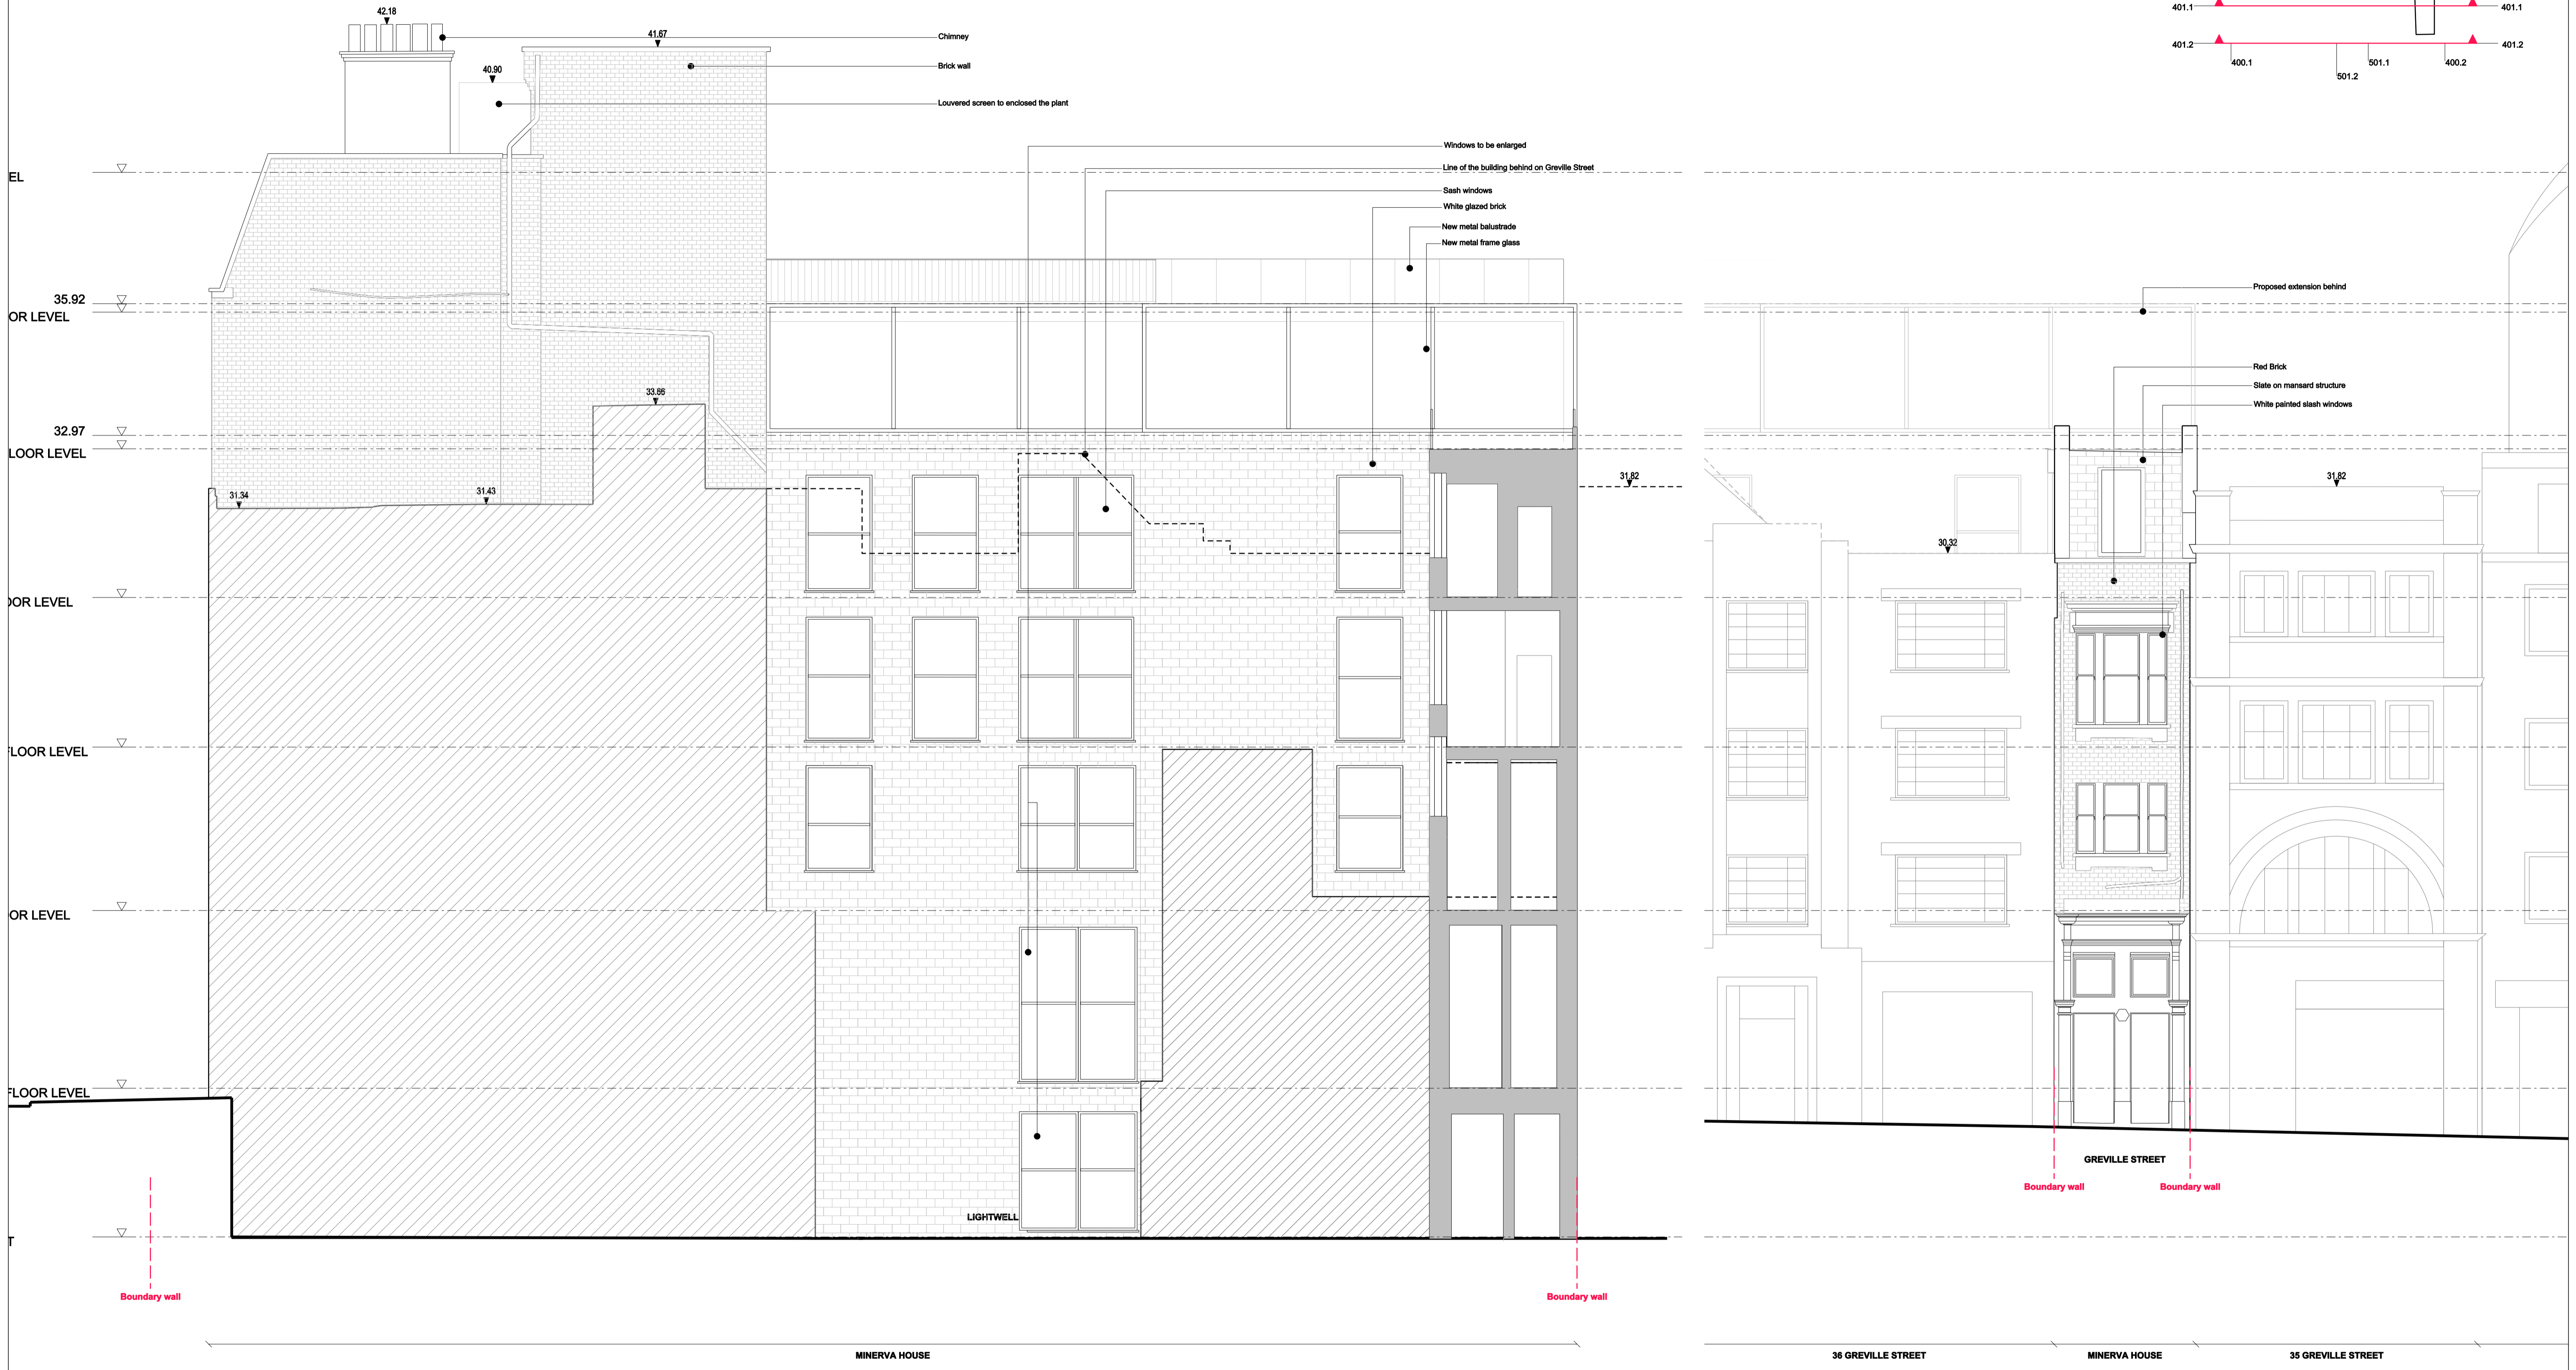 401.1
401.1
401.2
401.2
400.1
501.2
501.1
400.2
42.18
41.67
40.90
Chimney
Brick wall
Louvered screen to enclosed the plant
Windows to be enlarged
Line of the building behind on Greville Street
Sash windows
White glazed brick
New metal balustrade
New metal frame glass
EL
35.92
OR LEVEL
32.97
LOOR LEVEL
OOR LEVEL
FLOOR LEVEL
OR LEVEL
FLOOR LEVEL
T
33.66
31.34
31.43
31.82
LIGHTWELL
Boundary wall
Boundary wall
MINERVA HOUSE
Proposed extension behind
Red Brick
Slate on mansard structure
White painted slash windows
30.32
31.82
GREVILLE STREET
Boundary wall
Boundary wall
36 GREVILLE STREET
MINERVA HOUSE
35 GREVILLE STREET